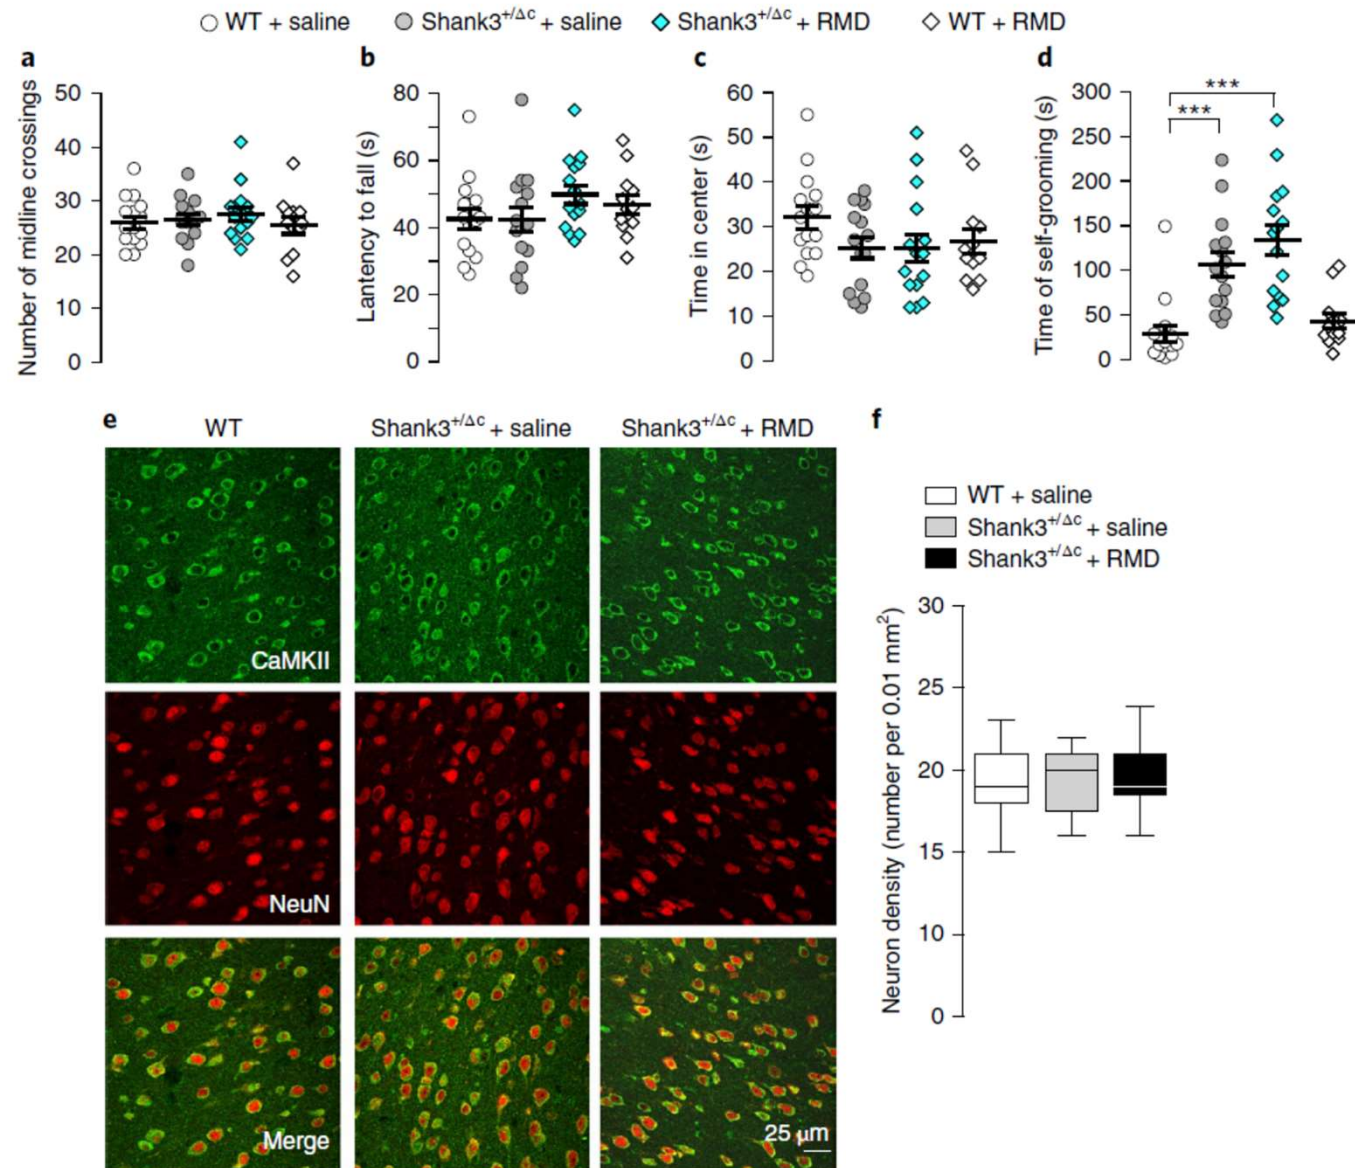 WT + saline Shank3+/Δc + saline Shank3+/Δc + RMD WT + RMD
a b c d
Number of midline crossings
50
40
30
20
10
0
Lantency to fall (s)
80
60
40
20
0
Time in center (s)
60
50
40
30
20
10
0
Time of self-grooming (s)
300
250
200
150
100
50
0
***
***
e
WT Shank3+/Δc + saline Shank3+/Δc + RMD
CaMKII
NeuN
Merge
25 μm
f
WT + saline
Shank3+/Δc + saline
Shank3+/Δc + RMD
Neuron density (number per 0.01 mm²)
30
25
20
15
10
0